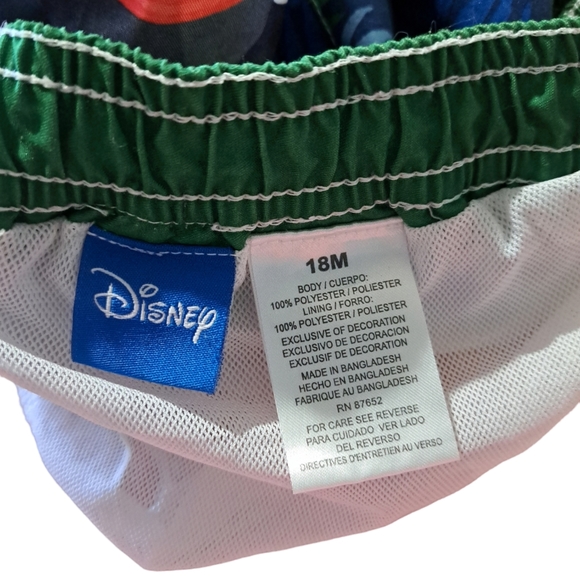 Disney
18M
BODY / CUERPO:
100% POLYESTER / POLIESTER
LINING / FORRO:
100% POLYESTER / POLIESTER
EXCLUSIVE OF DECORATION
EXCLUSIVO DE DECORACION
EXCLUSIF DE DECORATION
MADE IN BANGLADESH
HECHO EN BANGLADESH
FABRIQUE AU BANGLADESH
RN 87652
FOR CARE SEE REVERSE
PARA CUIDADO VER LADO
DEL REVERSO
DIRECTIVES D'ENTRETIEN AU VERSO